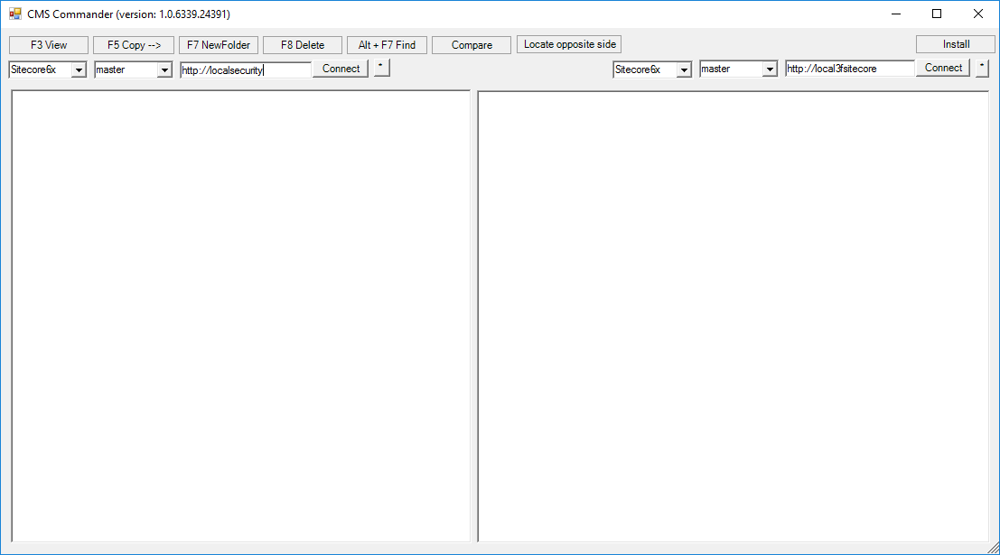 CMS Commander (version: 1.0.6339.24391)
F3 View F5 Copy --> F7 NewFolder F8 Delete Alt + F7 Find Compare Locate opposite side Install
Sitecore6x master http://localsecurity Connect * Sitecore6x master http://local3fsitecore Connect *